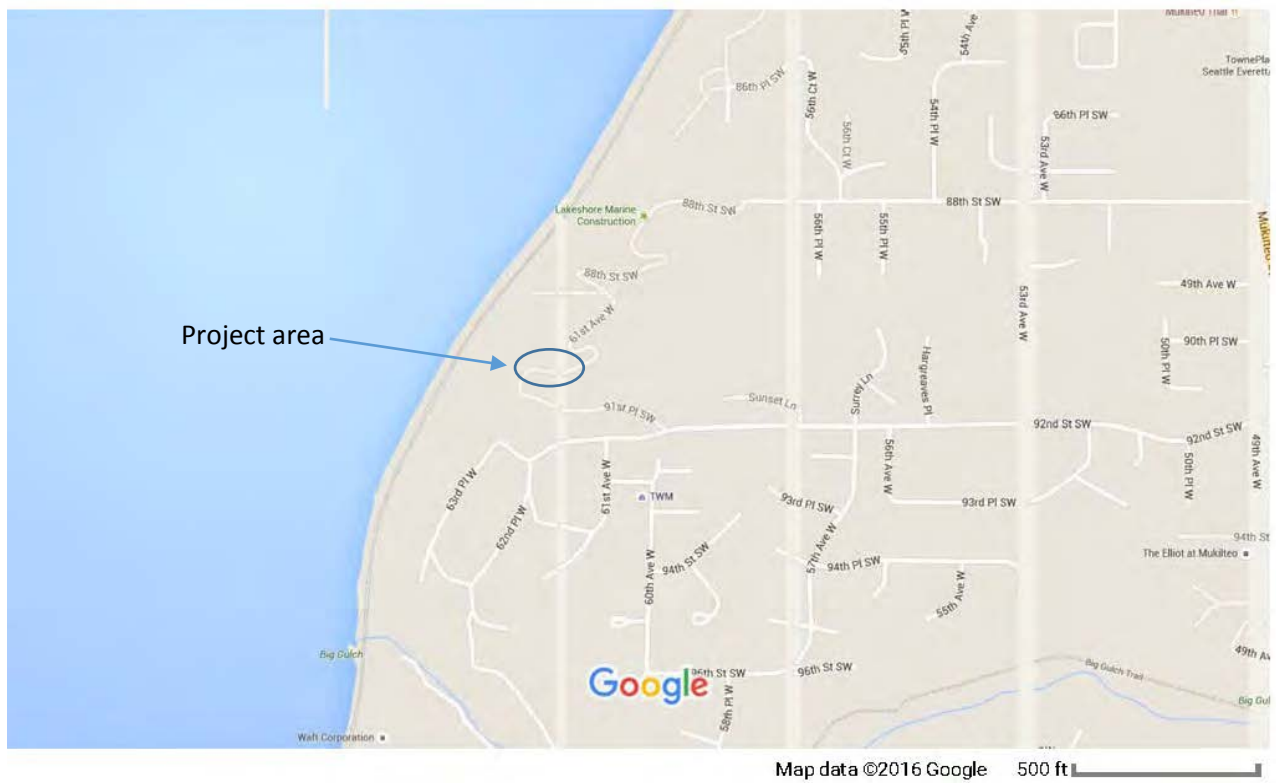 Mukilteo Thai
TownePla
Seattle Everett/
55th Pl W
54th Ave
86th Pl SW
56th Ct W
56th Ct W
54th Pl W
86th Pl SW
53rd Ave W
Lakeshore Marine
Construction
88th St SW
88th St SW
56th Pl W
55th Pl W
88th St SW
49th Ave W
53rd Ave W
61st Ave W
Project area
Hargreaves Pl
50th Pl W
90th Pl SW
Surrey Ln
Sunset Ln
91st Pl SW
92nd St SW
92nd St SW
49th Ave W
56th Ave W
50th Pl W
63rd Pl W
61st Ave W
TWM
93rd Pl SW
93rd Pl SW
62nd Pl W
94th St
The Elliot at Mukilteo
57th Ave W
94th St SW
94th Pl SW
60th Ave W
55th Ave W
Big Gulch
49th Av
Big Gulch Trail
96th St SW
96th St SW
Google
58th Pl W
Big Gul
Watt Corporation
Map data ©2016 Google 500 ft